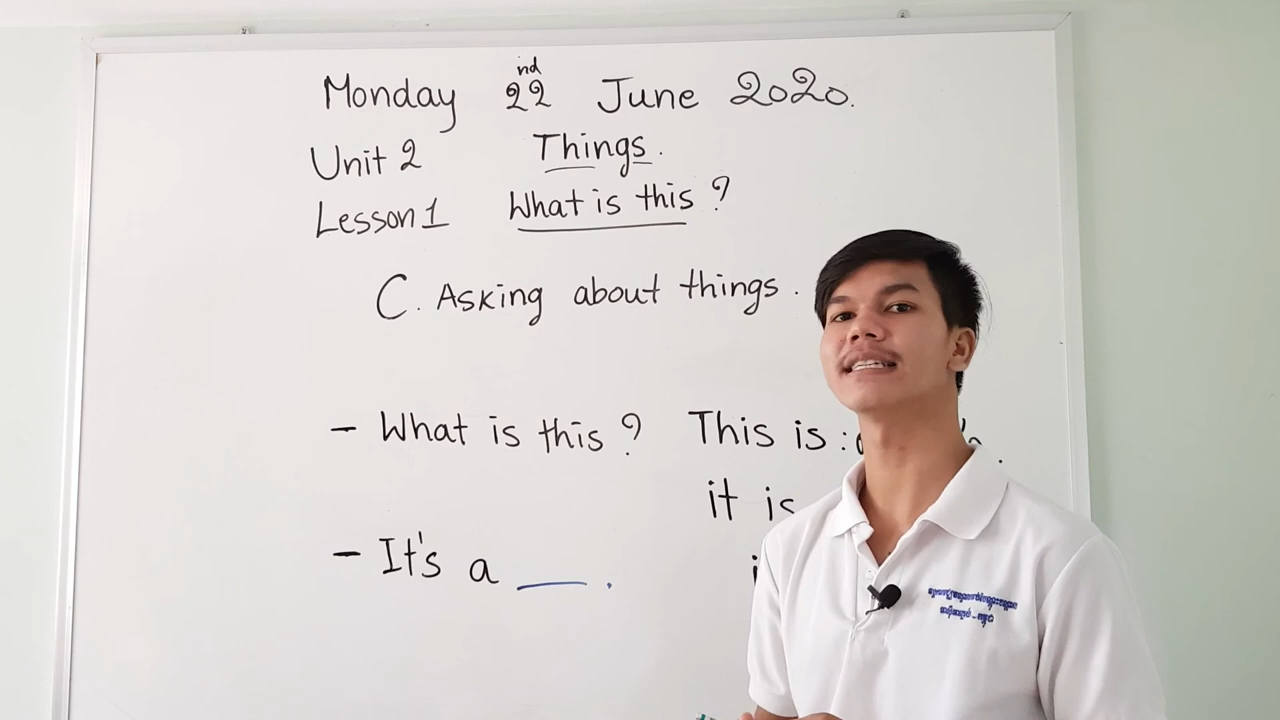 Monday 22nd June 2020.
Unit 2 Things.
Lesson 1 What is this ?
C. Asking about things.
- What is this ? This is :
it is
- It's a ___ .